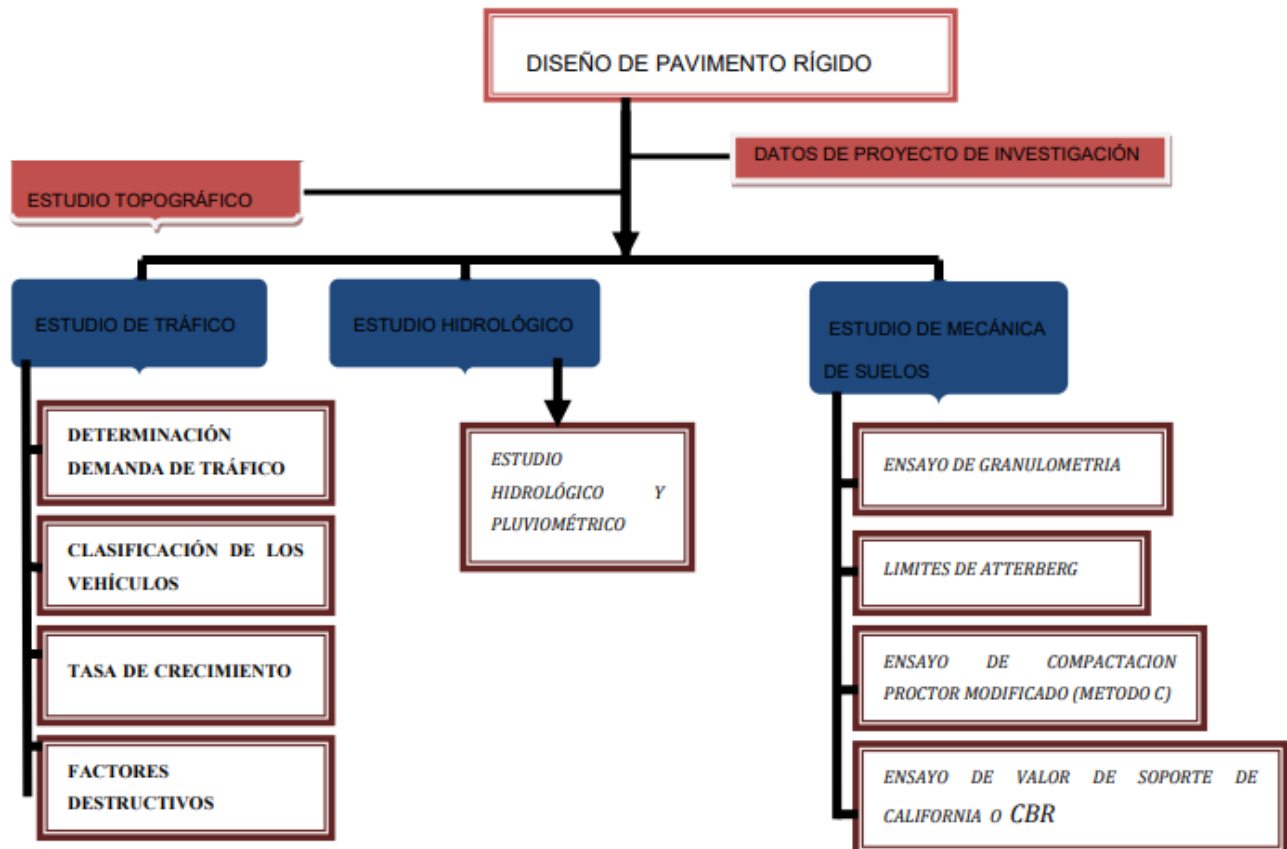 DISEÑO DE PAVIMENTO RÍGIDO
DATOS DE PROYECTO DE INVESTIGACIÓN
ESTUDIO TOPOGRÁFICO
ESTUDIO DE TRÁFICO
ESTUDIO HIDROLÓGICO
ESTUDIO DE MECÁNICA
DE SUELOS
DETERMINACIÓN
DEMANDA DE TRÁFICO
CLASIFICACIÓN DE LOS
VEHÍCULOS
TASA DE CRECIMIENTO
FACTORES
DESTRUCTIVOS
ESTUDIO
HIDROLÓGICO Y
PLUVIOMÉTRICO
ENSAYO DE GRANULOMETRIA
LIMITES DE ATTERBERG
ENSAYO DE COMPACTACION
PROCTOR MODIFICADO (METODO C)
ENSAYO DE VALOR DE SOPORTE DE
CALIFORNIA O CBR